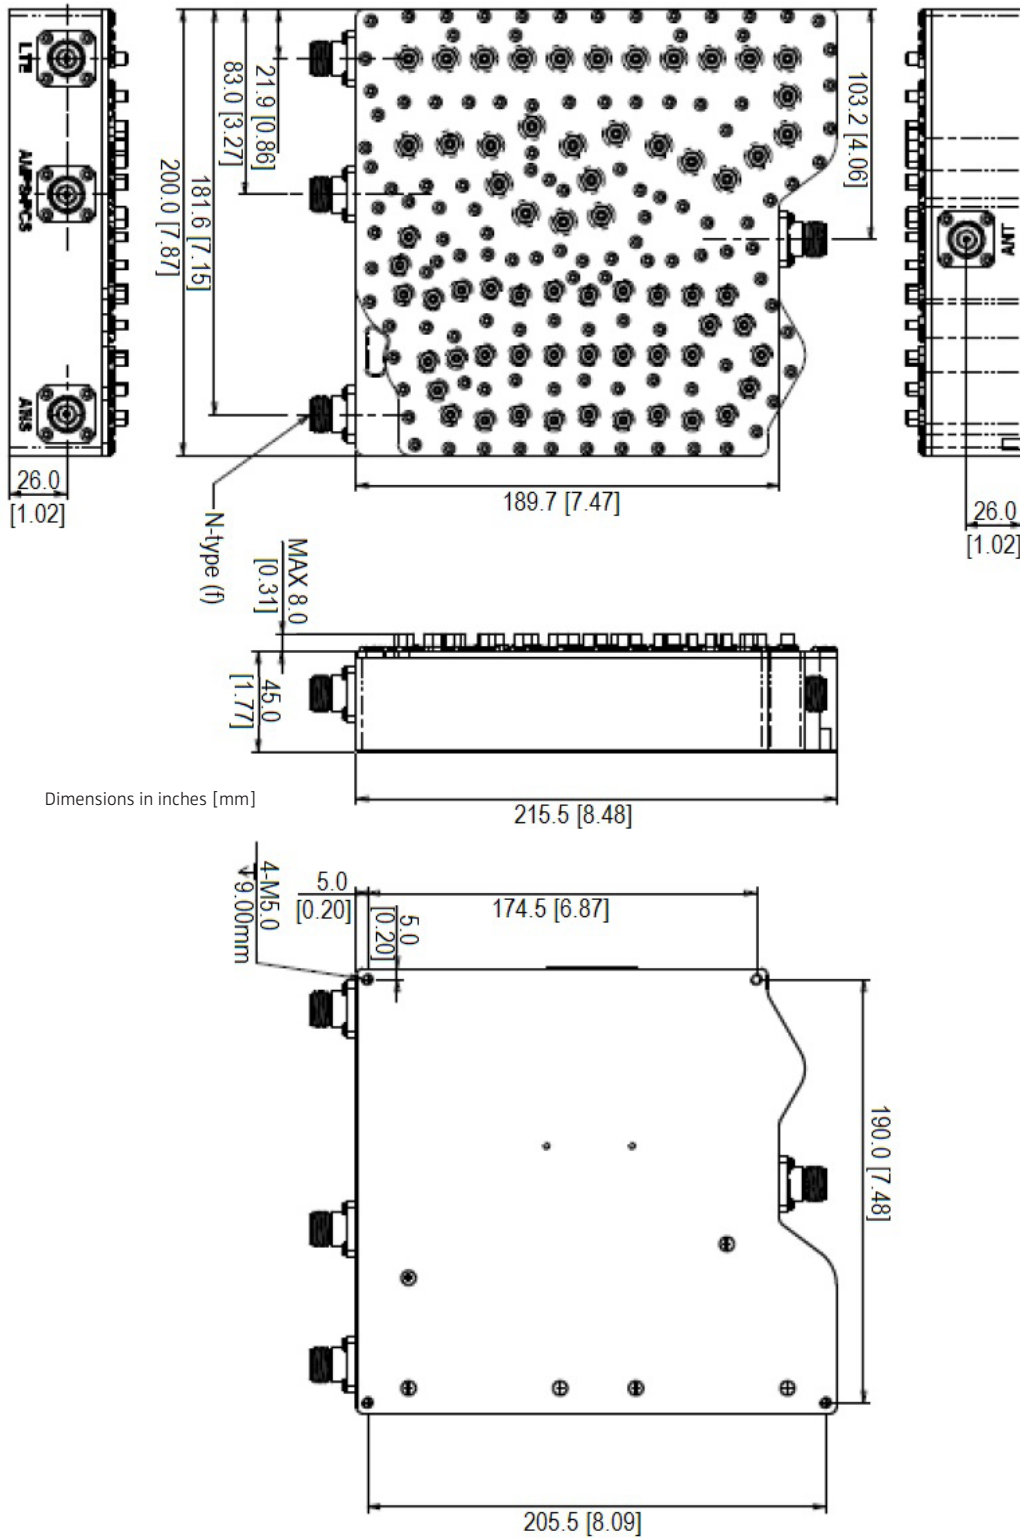 LTE
AMPS-PCS
AWS
21.9 [0.86]
83.0 [3.27]
181.6 [7.15]
200.0 [7.87]
103.2 [4.06]
ANT
26.0
[1.02]
189.7 [7.47]
26.0
[1.02]
N-type (f)
MAX 8.0
[0.31]
45.0
[1.77]
215.5 [8.48]
Dimensions in inches [mm]
4-M5.0
9.00mm
5.0
[0.20]
5.0
[0.20]
174.5 [6.87]
190.0 [7.48]
205.5 [8.09]